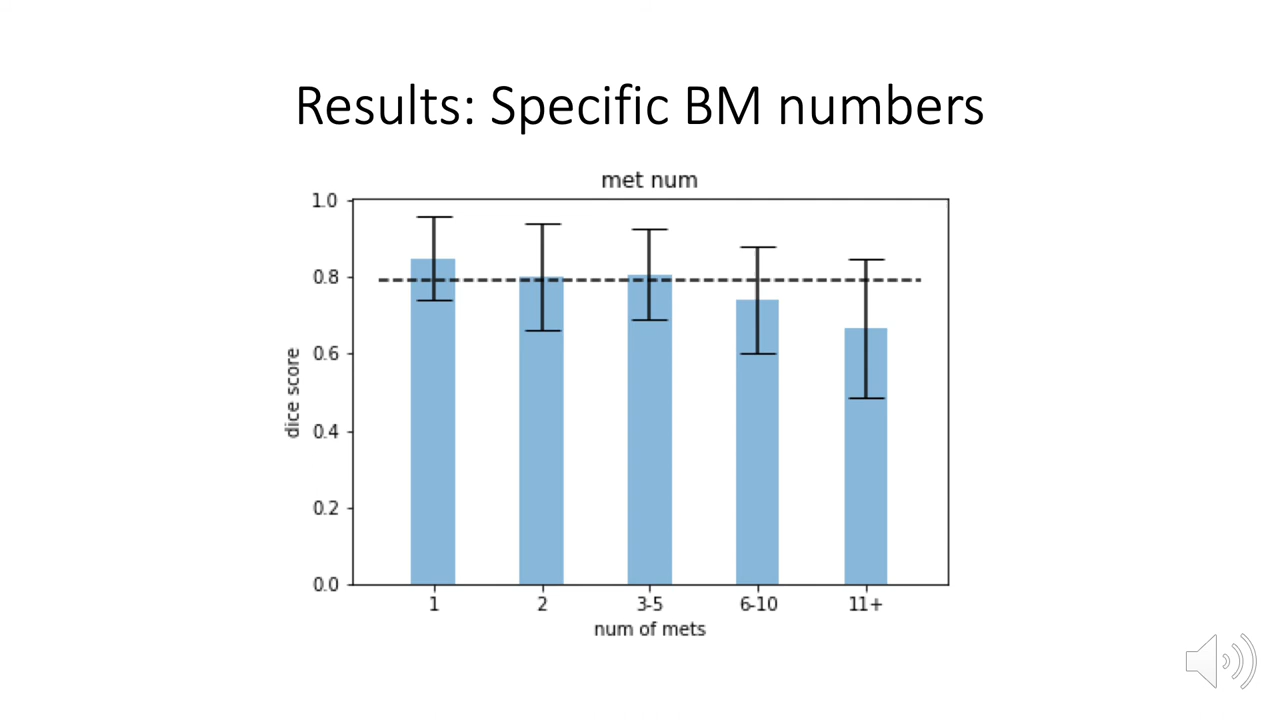 Results: Specific BM numbers
met num
1.0
0.8
0.6
0.4
0.2
0.0
dice score
1 2 3-5 6-10 11+
num of mets